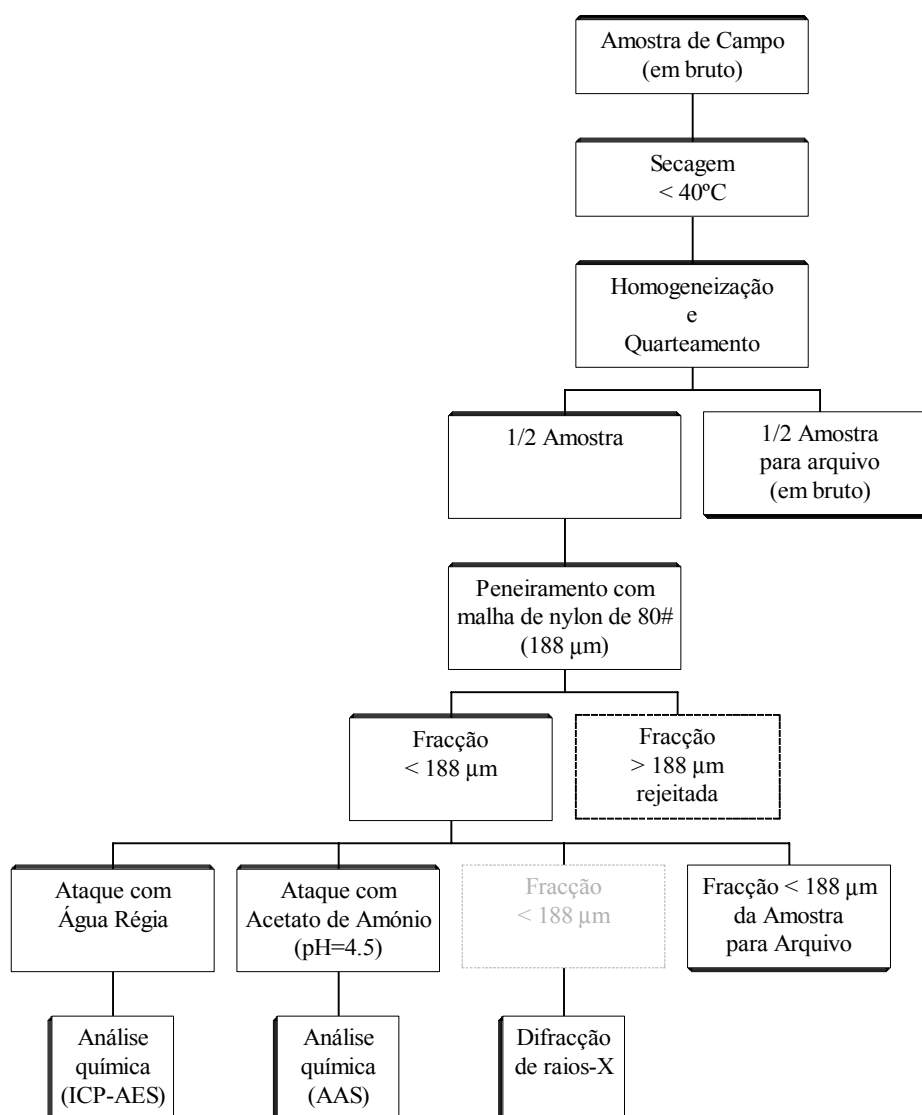 Amostra de Campo
(em bruto)
Secagem
< 40ºC
Homogeneização
e
Quarteamento
1/2 Amostra
1/2 Amostra
para arquivo
(em bruto)
Peneiramento com
malha de nylon de 80#
(188 µm)
Fracção
< 188 µm
Fracção
> 188 µm
rejeitada
Ataque com
Água Régia
Ataque com
Acetato de Amónio
(pH=4.5)
Fracção
< 188 µm
Fracção < 188 µm
da Amostra
para Arquivo
Análise
química
(ICP-AES)
Análise
química
(AAS)
Difracção
de raios-X